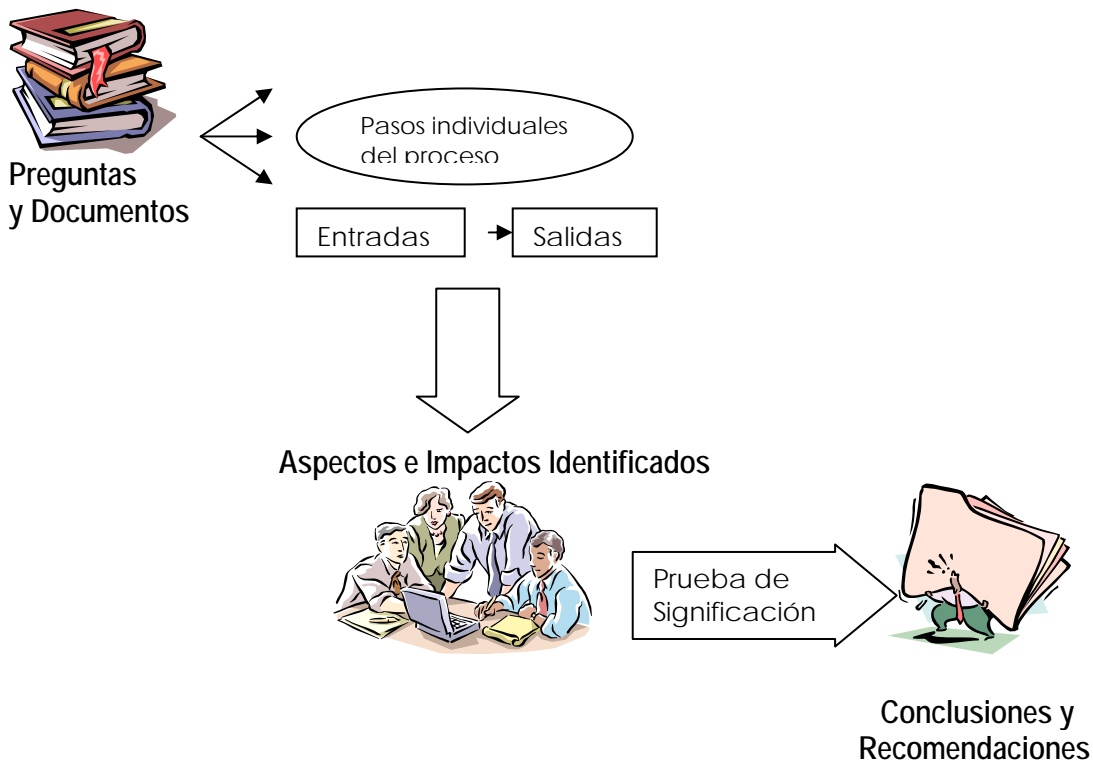 Preguntas
y Documentos
Pasos individuales
del proceso
Entradas
Salidas
Aspectos e Impactos Identificados
Prueba de
Significación
Conclusiones y
Recomendaciones